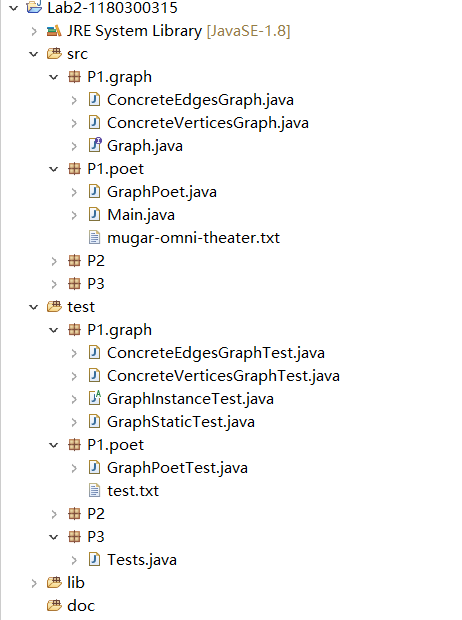 Lab2-1180300315
JRE System Library [JavaSE-1.8]
src
P1.graph
ConcreteEdgesGraph.java
ConcreteVerticesGraph.java
Graph.java
P1.poet
GraphPoet.java
Main.java
mugar-omni-theater.txt
P2
P3
test
P1.graph
ConcreteEdgesGraphTest.java
ConcreteVerticesGraphTest.java
GraphInstanceTest.java
GraphStaticTest.java
P1.poet
GraphPoetTest.java
test.txt
P2
P3
Tests.java
lib
doc